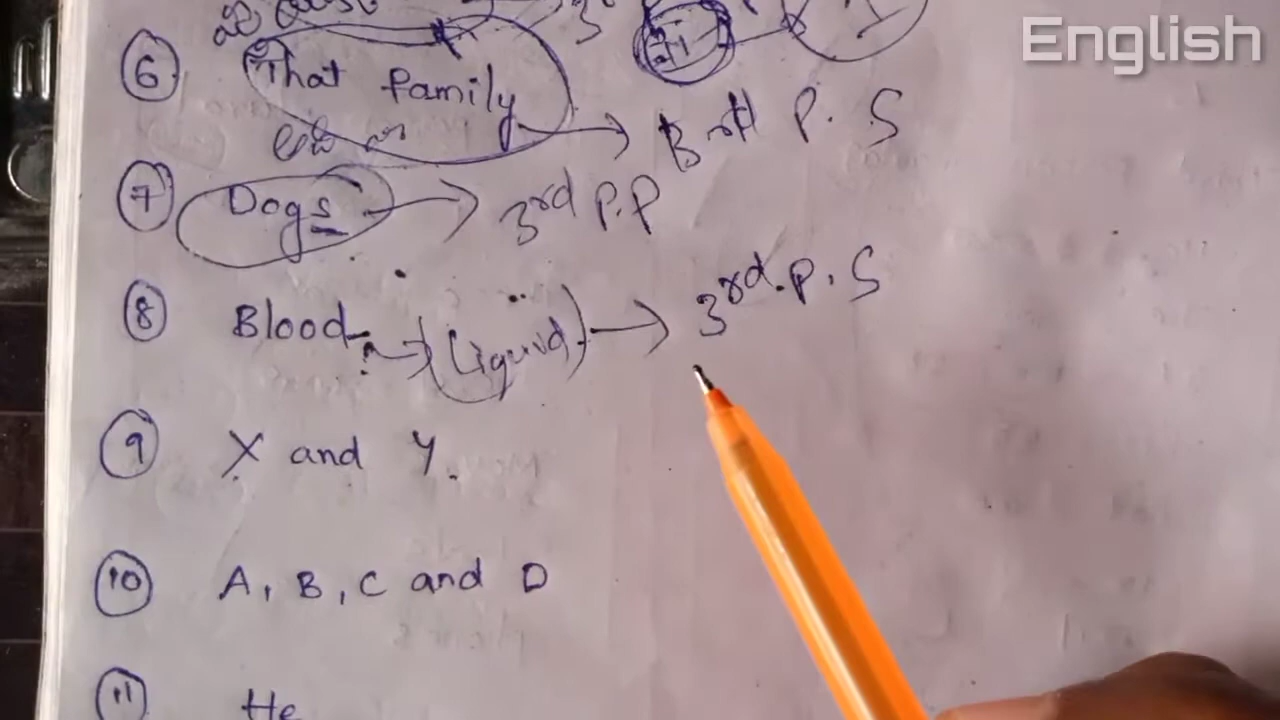 English
⑥ That family → 3rd P. S
⑦ Dogs → 3rd P.P
⑧ Blood → (Liquid) → 3rd. P. S
⑨ X and Y.
⑩ A, B, C and D
⑪ He